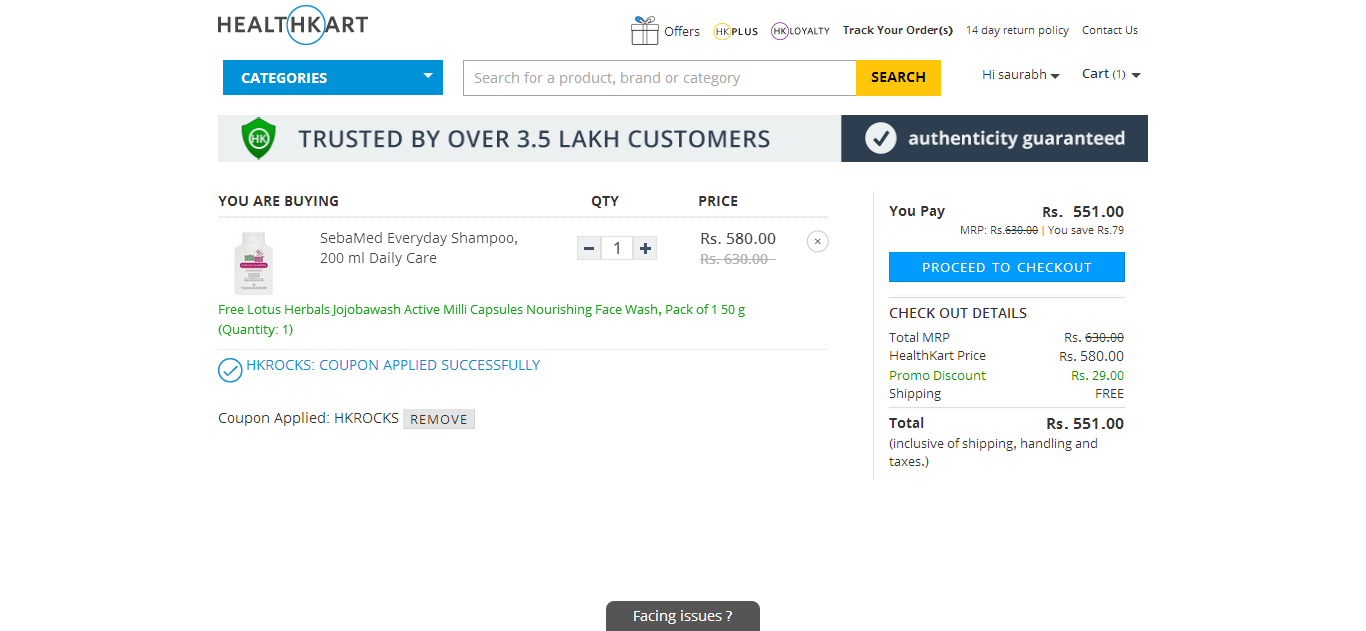 HEALTHKART
Offers HK PLUS HK LOYALTY Track Your Order(s) 14 day return policy Contact Us
CATEGORIES Search for a product, brand or category SEARCH Hi saurabh Cart (1)
HK TRUSTED BY OVER 3.5 LAKH CUSTOMERS authenticity guaranteed
YOU ARE BUYING QTY PRICE
SebaMed Everyday Shampoo, 1 Rs. 580.00 ×
200 ml Daily Care Rs. 630.00
Free Lotus Herbals Jojobawash Active Milli Capsules Nourishing Face Wash, Pack of 1 50 g
(Quantity: 1)
HKROCKS: COUPON APPLIED SUCCESSFULLY
Coupon Applied: HKROCKS REMOVE
You Pay Rs. 551.00
MRP: Rs.630.00 | You save Rs.79
PROCEED TO CHECKOUT
CHECK OUT DETAILS
Total MRP Rs. 630.00
HealthKart Price Rs. 580.00
Promo Discount Rs. 29.00
Shipping FREE
Total Rs. 551.00
(inclusive of shipping, handling and
taxes.)
Facing issues ?